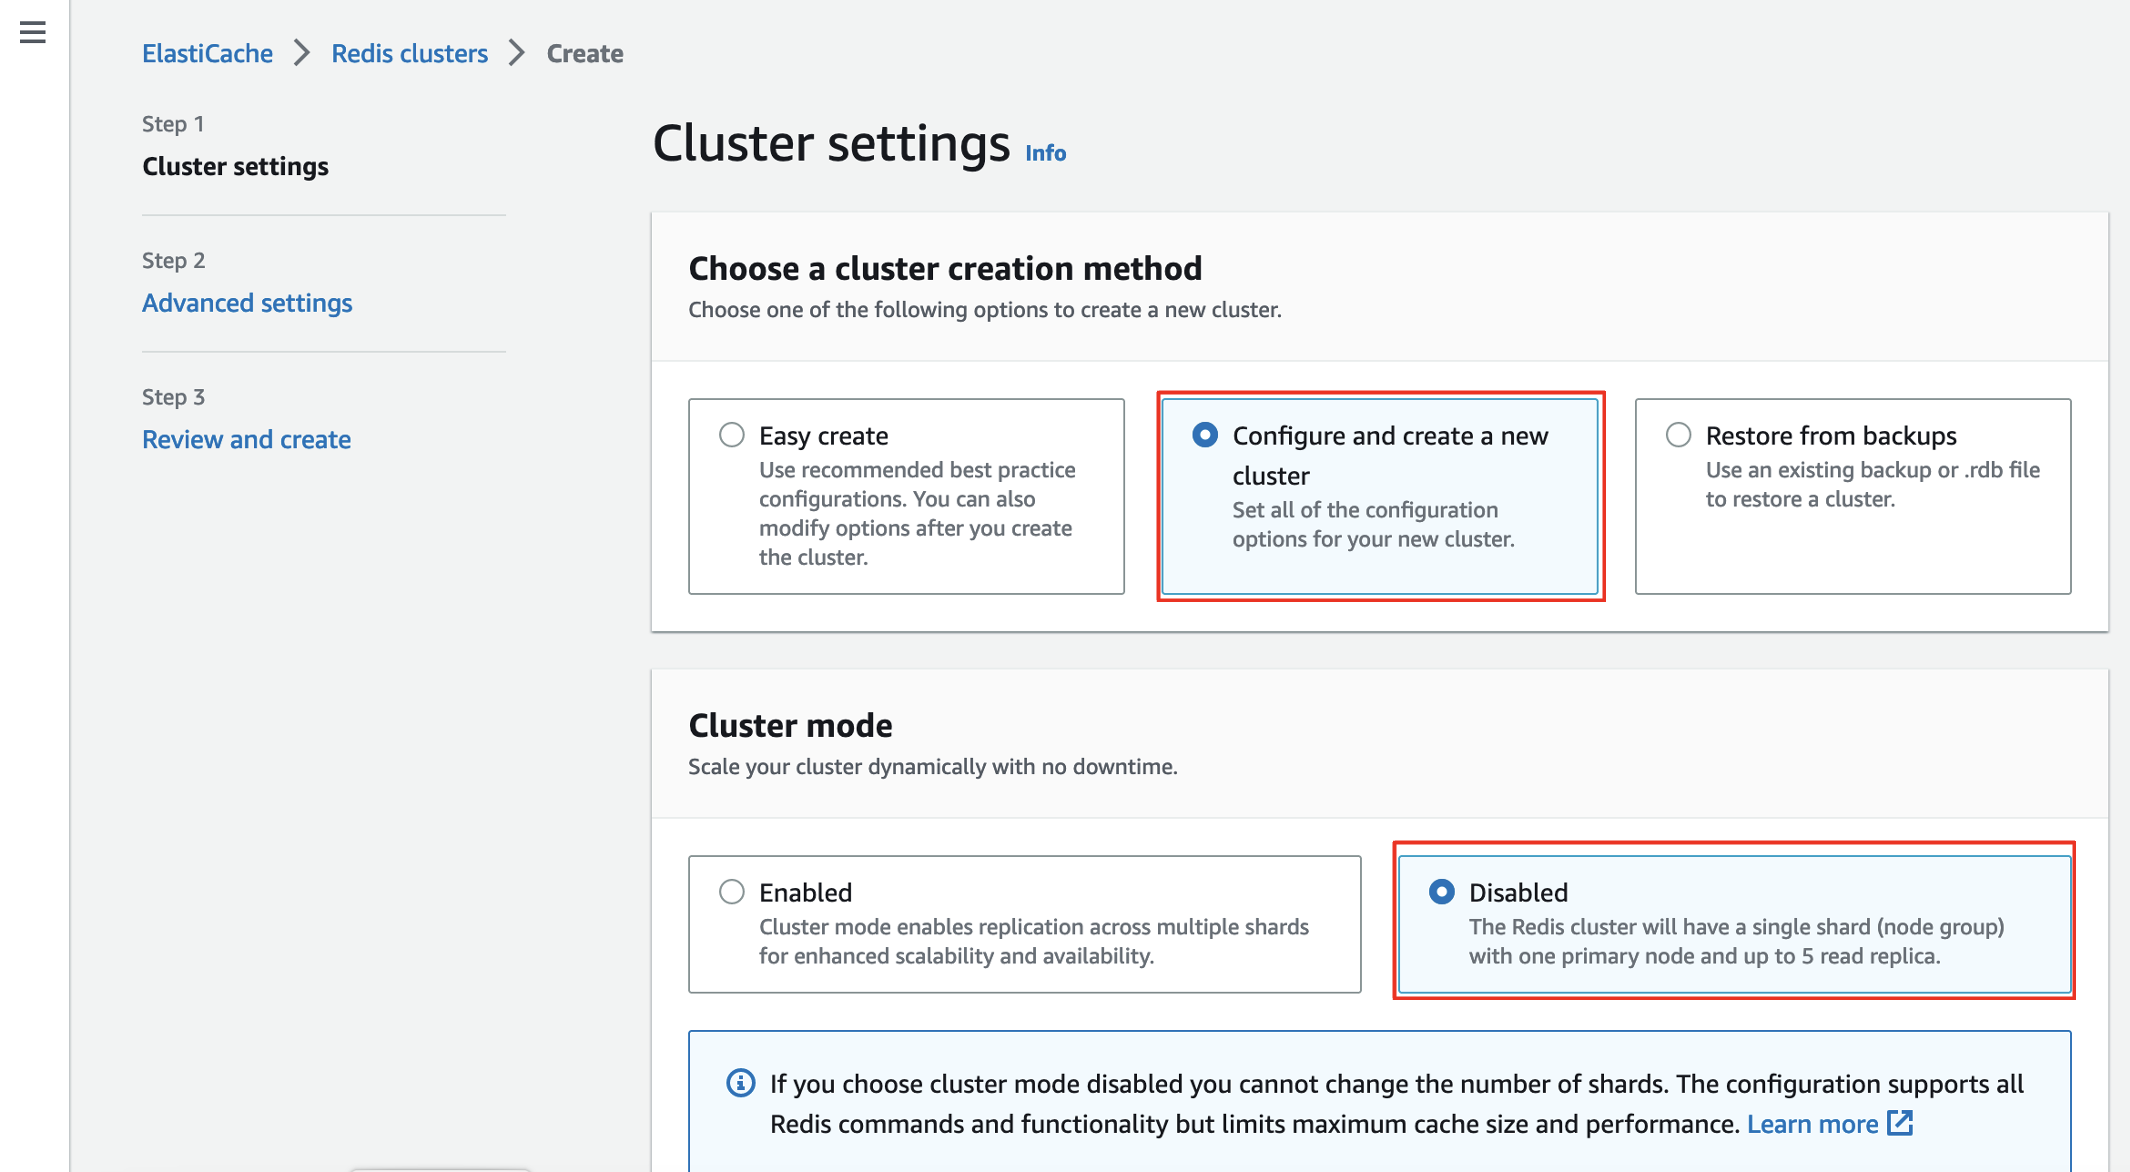 ElastiCache > Redis clusters > Create
Step 1
Cluster settings
Step 2
Advanced settings
Step 3
Review and create
Cluster settings Info
Choose a cluster creation method
Choose one of the following options to create a new cluster.
Easy create
Use recommended best practice
configurations. You can also
modify options after you create
the cluster.
Configure and create a new
cluster
Set all of the configuration
options for your new cluster.
Restore from backups
Use an existing backup or .rdb file
to restore a cluster.
Cluster mode
Scale your cluster dynamically with no downtime.
Enabled
Cluster mode enables replication across multiple shards
for enhanced scalability and availability.
Disabled
The Redis cluster will have a single shard (node group)
with one primary node and up to 5 read replica.
If you choose cluster mode disabled you cannot change the number of shards. The configuration supports all
Redis commands and functionality but limits maximum cache size and performance. Learn more